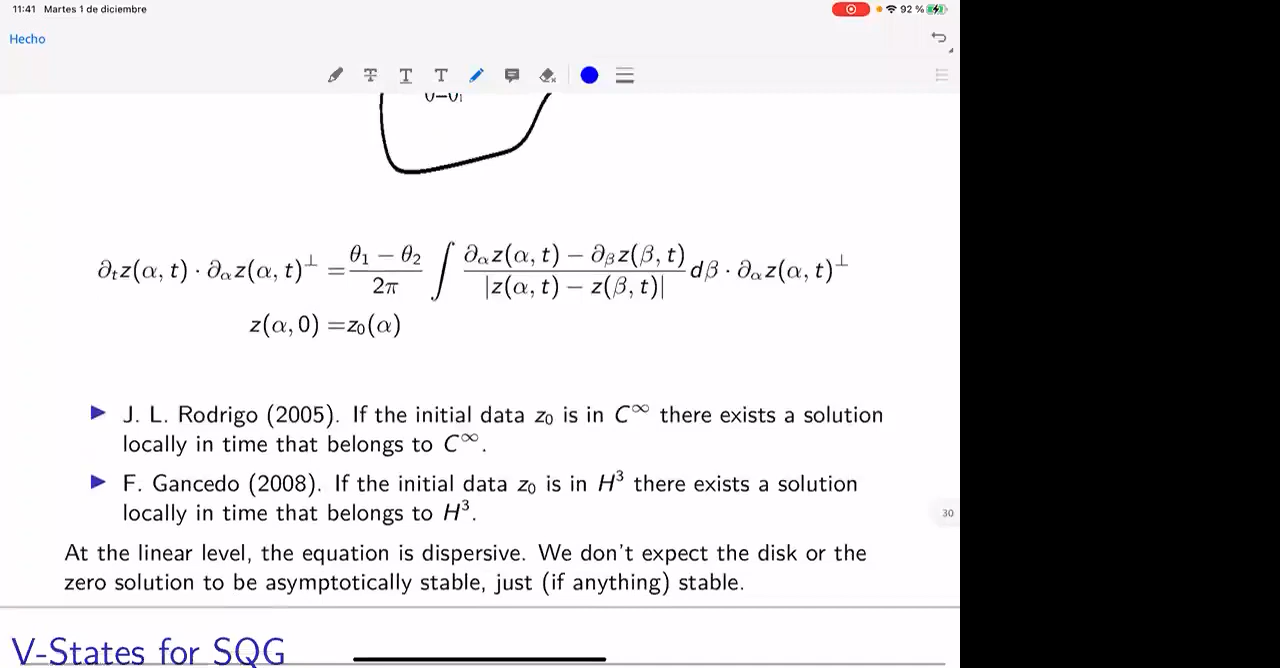 11:41 Martes 1 de diciembre
92 %
Hecho
∂ₜz(α, t) · ∂_αz(α, t)^⊥ = \frac{θ₁ − θ₂}{2π} ∫ \frac{∂_αz(α, t) − ∂_βz(β, t)}{|z(α, t) − z(β, t)|} dβ · ∂_αz(α, t)^⊥
z(α, 0) = z₀(α)
▶ J. L. Rodrigo (2005). If the initial data z₀ is in C^∞ there exists a solution
locally in time that belongs to C^∞.
▶ F. Gancedo (2008). If the initial data z₀ is in H³ there exists a solution
locally in time that belongs to H³.
30
At the linear level, the equation is dispersive. We don't expect the disk or the
zero solution to be asymptotically stable, just (if anything) stable.
V-States for SQG